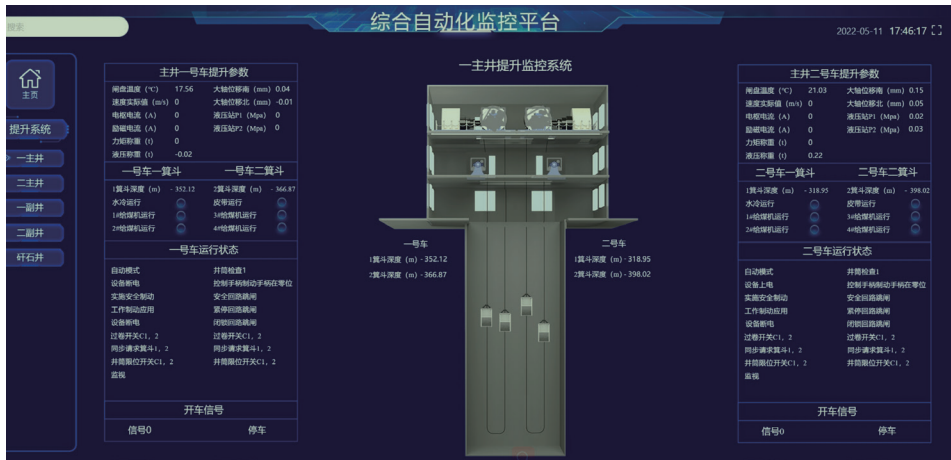 搜索
综合自动化监控平台
2022-05-11 17:46:17
主页
提升系统
一主井
二主井
一副井
二副井
矸石井
主井一号车提升参数
闸盘温度 (℃) 17.56 大轴位移南 (mm) 0.04
速度实际值 (m/s) 0 大轴位移北 (mm) -0.01
电枢电流 (A) 0 液压站P1 (Mpa) 0
励磁电流 (A) 0 液压站P2 (Mpa) 0
力矩称重 (t) 0
液压称重 (t) -0.02
一号车一箕斗 一号车二箕斗
1箕斗深度 (m) - 352.12 2箕斗深度 (m) - 366.87
水冷运行 皮带运行
1#给煤机运行 3#给煤机运行
2#给煤机运行 4#给煤机运行
一号车运行状态
自动模式 井筒检查1
设备断电 控制手柄制动手柄在零位
实施安全制动 安全回路跳闸
工作制动应用 紧停回路跳闸
设备断电 闭锁回路跳闸
过卷开关C1, 2 过卷开关C1, 2
同步请求箕斗1, 2 同步请求箕斗1, 2
井筒限位开关C1, 2 井筒限位开关C1, 2
监视
开车信号
信号0 停车
一主井提升监控系统
一号车
1箕斗深度 (m) - 352.12
2箕斗深度 (m) - 366.87
二号车
1箕斗深度 (m) - 318.95
2箕斗深度 (m) - 398.02
主井二号车提升参数
闸盘温度 (℃) 21.03 大轴位移南 (mm) 0.15
速度实际值 (m/s) 0 大轴位移北 (mm) 0.05
电枢电流 (A) 0 液压站P1 (Mpa) 0.02
励磁电流 (A) 0 液压站P2 (Mpa) 0.03
力矩称重 (t) 0
液压称重 (t) 0.22
二号车一箕斗 二号车二箕斗
1箕斗深度 (m) - 318.95 2箕斗深度 (m) - 398.02
水冷运行 皮带运行
1#给煤机运行 3#给煤机运行
2#给煤机运行 4#给煤机运行
二号车运行状态
自动模式 井筒检查1
设备上电 控制手柄制动手柄在零位
实施安全制动 安全回路跳闸
工作制动应用 紧停回路跳闸
设备断电 闭锁回路跳闸
过卷开关C1, 2 过卷开关C1, 2
同步请求箕斗1, 2 同步请求箕斗1, 2
井筒限位开关C1, 2 井筒限位开关C1, 2
监视
开车信号
信号0 停车